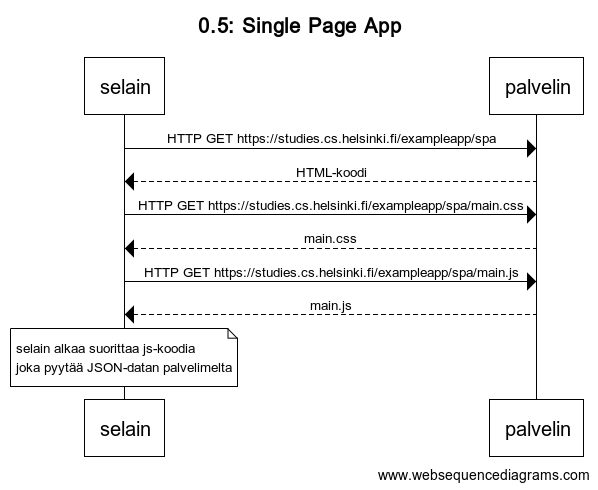 0.5: Single Page App
selain
palvelin
HTTP GET https://studies.cs.helsinki.fi/exampleapp/spa
HTML-koodi
HTTP GET https://studies.cs.helsinki.fi/exampleapp/spa/main.css
main.css
HTTP GET https://studies.cs.helsinki.fi/exampleapp/spa/main.js
main.js
selain alkaa suorittaa js-koodia
joka pyytää JSON-datan palvelimelta
selain
palvelin
www.websequencediagrams.com